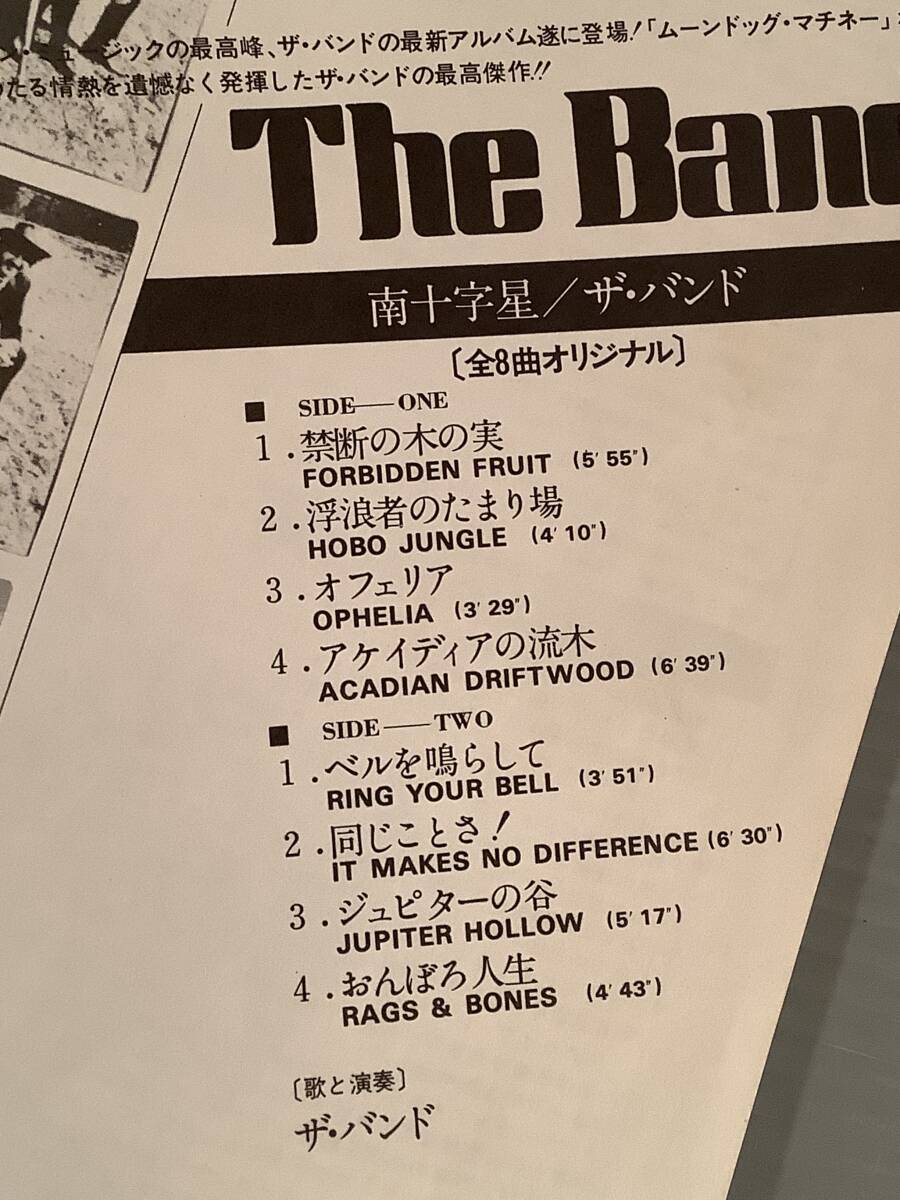 ン・ミュージックの最高峰、ザ・バンドの最新アルバム遂に登場!「ムーンドッグ・マチネー」
たる情熱を遺憾なく発揮したザ・バンドの最高傑作!!
The Band
南十字星/ザ・バンド
〔全8曲オリジナル〕
■ SIDE—ONE
1.禁断の木の実
FORBIDDEN FRUIT (5′55″)
2.浮浪者のたまり場
HOBO JUNGLE (4′10″)
3.オフェリア
OPHELIA (3′29″)
4.アケイディアの流木
ACADIAN DRIFTWOOD (6′39″)
■ SIDE—TWO
1.ベルを鳴らして
RING YOUR BELL (3′51″)
2.同じことさ!
IT MAKES NO DIFFERENCE (6′30″)
3.ジュピターの谷
JUPITER HOLLOW (5′17″)
4.おんぼろ人生
RAGS & BONES (4′43″)
〔歌と演奏〕
ザ・バンド